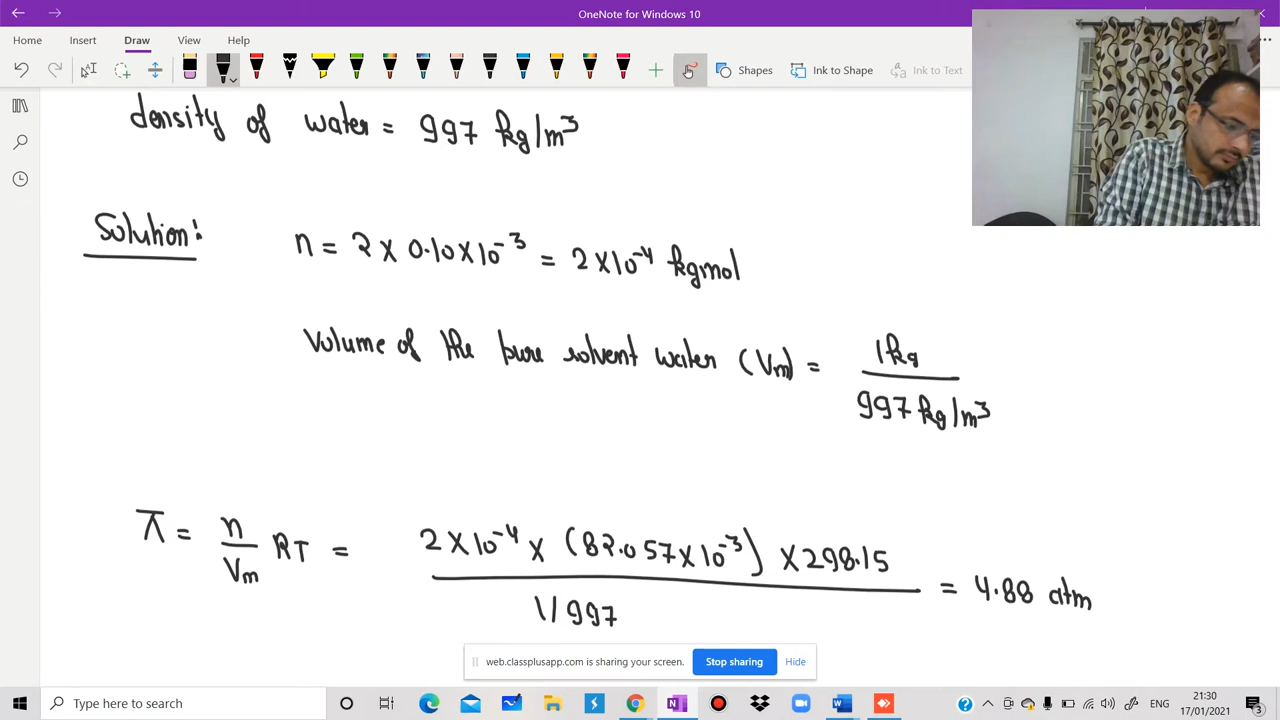 OneNote for Windows 10
Home Insert Draw View Help
Shapes Ink to Shape Ink to Text
density of water = 997 kg/m³
Solution:
n = 2 × 0.10 × 10⁻³ = 2 × 10⁻⁴ kgmol
Volume of the pure solvent water (Vm) = 1 kg / 997 kg/m³
π = n/Vm RT = 2 × 10⁻⁴ × (82.057 × 10⁻³) × 298.15 / 1/997 = 4.88 atm
web.classplusapp.com is sharing your screen. Stop sharing Hide
Type here to search
ENG
21:30
17/01/2021
3